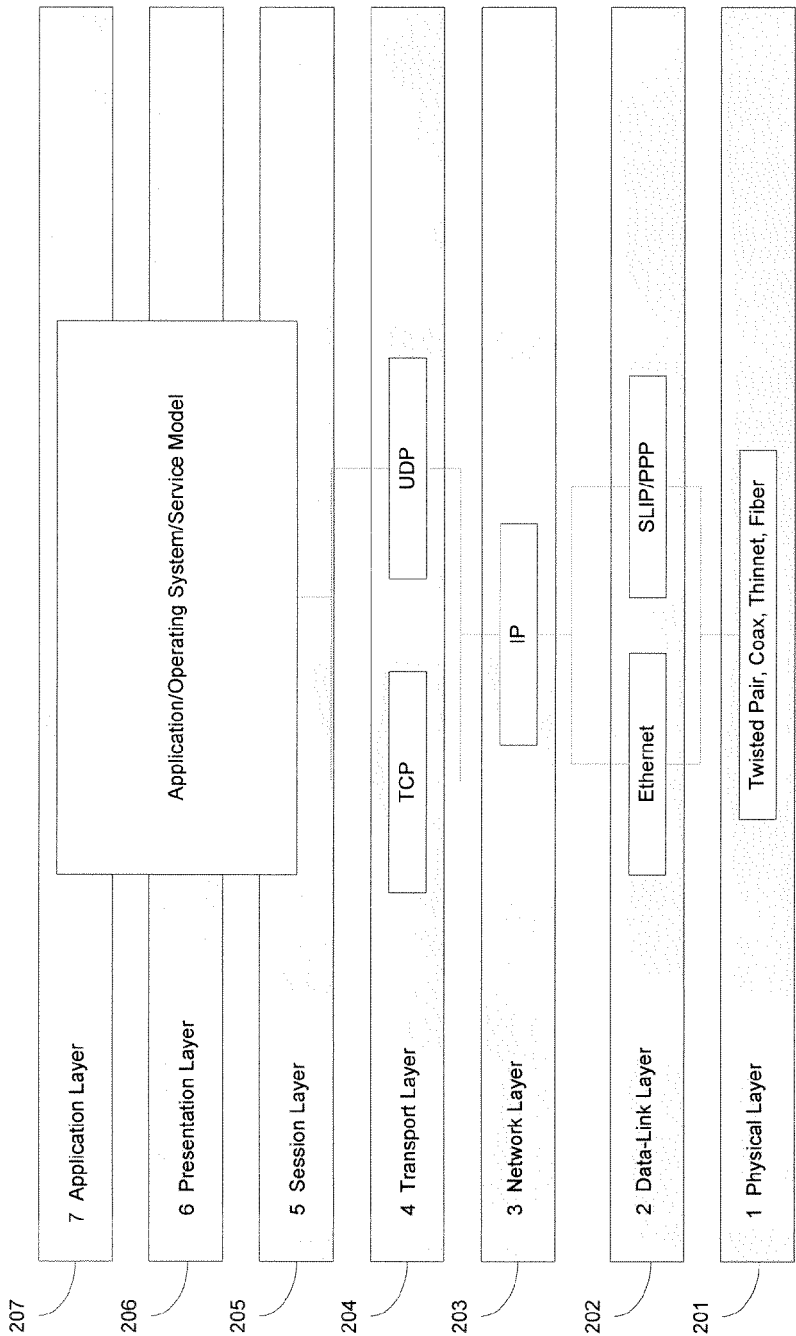 207
7 Application Layer
206
6 Presentation Layer
205
5 Session Layer
Application/Operating System/Service Model
204
4 Transport Layer
TCP
UDP
203
3 Network Layer
IP
202
2 Data-Link Layer
Ethernet
SLIP/PPP
201
1 Physical Layer
Twisted Pair, Coax, Thinnet, Fiber